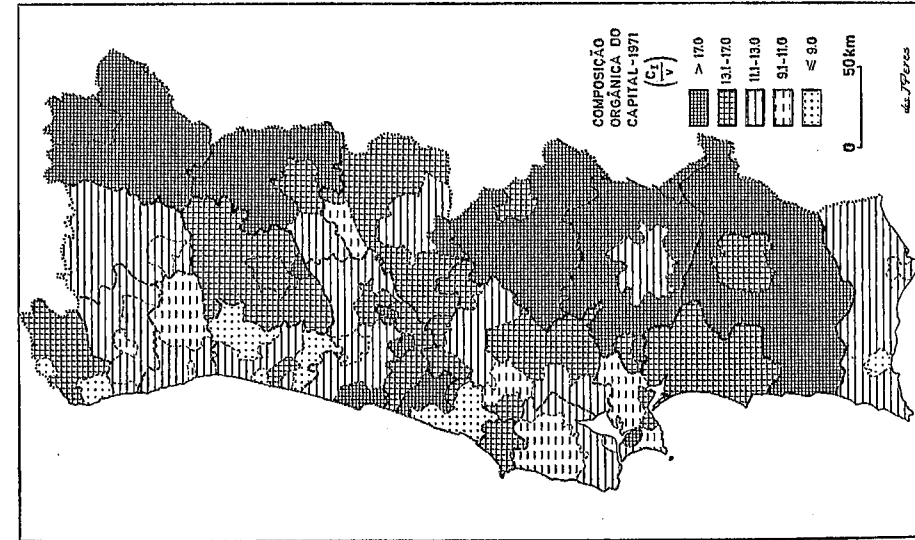 COMPOSIÇÃO
ORGÂNICA DO
CAPITAL-1971
(C₁/V)
> 17.0
13.1-17.0
11.1-13.0
9.1-11.0
≤ 9.0
0 50km
des. J Peres